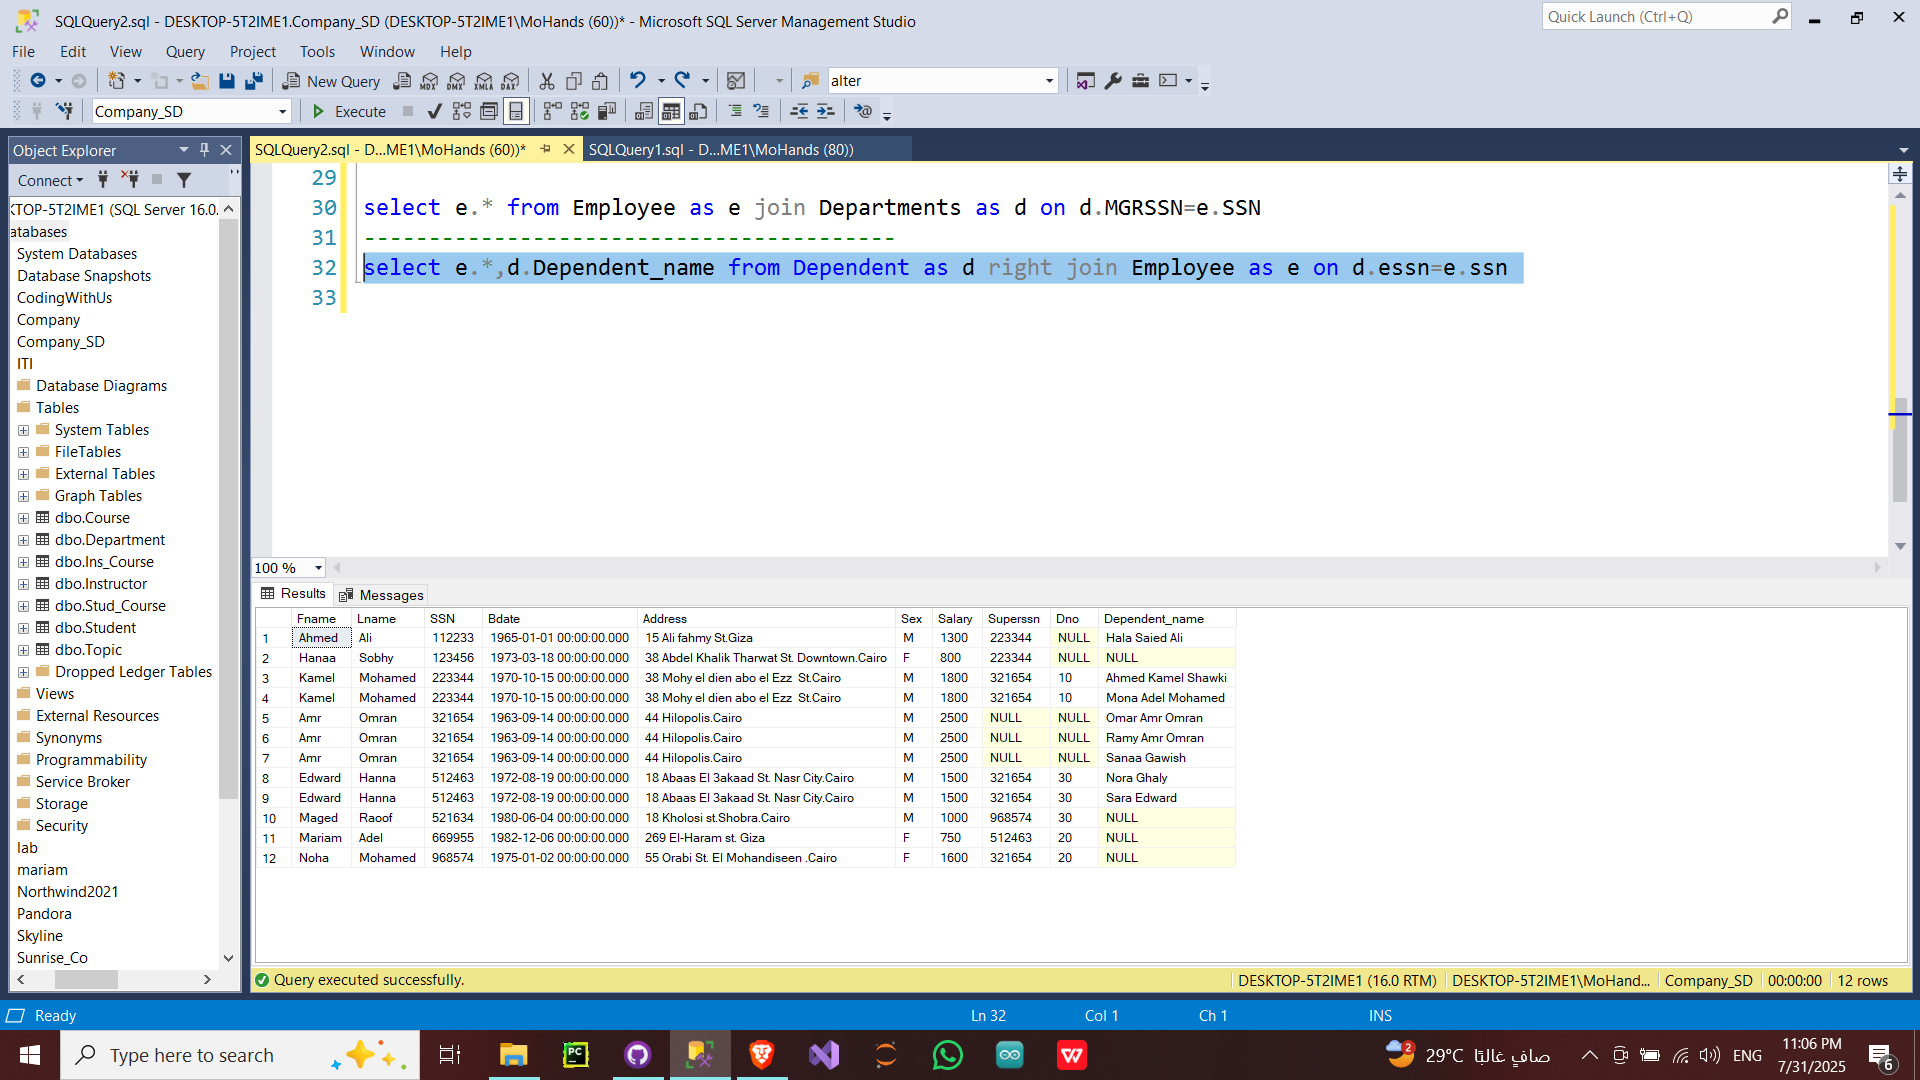 SQLQuery2.sql - DESKTOP-5T2IME1.Company_SD (DESKTOP-5T2IME1\MoHands (60))* - Microsoft SQL Server Management Studio
Quick Launch (Ctrl+Q)
File Edit View Query Project Tools Window Help
New Query MDX DMX XMLA DAX alter
Company_SD Execute
Object Explorer
SQLQuery2.sql - D...ME1\MoHands (60))* SQLQuery1.sql - D...ME1\MoHands (80))
Connect
KTOP-5T2IME1 (SQL Server 16.0.
atabases
System Databases
Database Snapshots
CodingWithUs
Company
Company_SD
ITI
Database Diagrams
Tables
System Tables
FileTables
External Tables
Graph Tables
dbo.Course
dbo.Department
dbo.Ins_Course
dbo.Instructor
dbo.Stud_Course
dbo.Student
dbo.Topic
Dropped Ledger Tables
Views
External Resources
Synonyms
Programmability
Service Broker
Storage
Security
lab
mariam
Northwind2021
Pandora
Skyline
Sunrise_Co
29
30 select e.* from Employee as e join Departments as d on d.MGRSSN=e.SSN
31 -----------------------------------------
32 select e.*,d.Dependent_name from Dependent as d right join Employee as e on d.essn=e.ssn
33
100 %
Results Messages
Fname Lname SSN Bdate Address Sex Salary Superssn Dno Dependent_name
1 Ahmed Ali 112233 1965-01-01 00:00:00.000 15 Ali fahmy St.Giza M 1300 223344 NULL Hala Saied Ali
2 Hanaa Sobhy 123456 1973-03-18 00:00:00.000 38 Abdel Khalik Tharwat St. Downtown.Cairo F 800 223344 NULL NULL
3 Kamel Mohamed 223344 1970-10-15 00:00:00.000 38 Mohy el dien abo el Ezz  St.Cairo M 1800 321654 10 Ahmed Kamel Shawki
4 Kamel Mohamed 223344 1970-10-15 00:00:00.000 38 Mohy el dien abo el Ezz  St.Cairo M 1800 321654 10 Mona Adel Mohamed
5 Amr Omran 321654 1963-09-14 00:00:00.000 44 Hilopolis.Cairo M 2500 NULL NULL Omar Amr Omran
6 Amr Omran 321654 1963-09-14 00:00:00.000 44 Hilopolis.Cairo M 2500 NULL NULL Ramy Amr Omran
7 Amr Omran 321654 1963-09-14 00:00:00.000 44 Hilopolis.Cairo M 2500 NULL NULL Sanaa Gawish
8 Edward Hanna 512463 1972-08-19 00:00:00.000 18 Abaas El 3akaad St. Nasr City.Cairo M 1500 321654 30 Nora Ghaly
9 Edward Hanna 512463 1972-08-19 00:00:00.000 18 Abaas El 3akaad St. Nasr City.Cairo M 1500 321654 30 Sara Edward
10 Maged Raoof 521634 1980-06-04 00:00:00.000 18 Kholosi st.Shobra.Cairo M 1000 968574 30 NULL
11 Mariam Adel 669955 1982-12-06 00:00:00.000 269 El-Haram st. Giza F 750 512463 20 NULL
12 Noha Mohamed 968574 1975-01-02 00:00:00.000 55 Orabi St. El Mohandiseen .Cairo F 1600 321654 20 NULL
Query executed successfully. DESKTOP-5T2IME1 (16.0 RTM) DESKTOP-5T2IME1\MoHand... Company_SD 00:00:00 12 rows
Ready Ln 32 Col 1 Ch 1 INS
Type here to search PC 2 29°C صافٍ غالبًا ENG 11:06 PM
7/31/2025 6